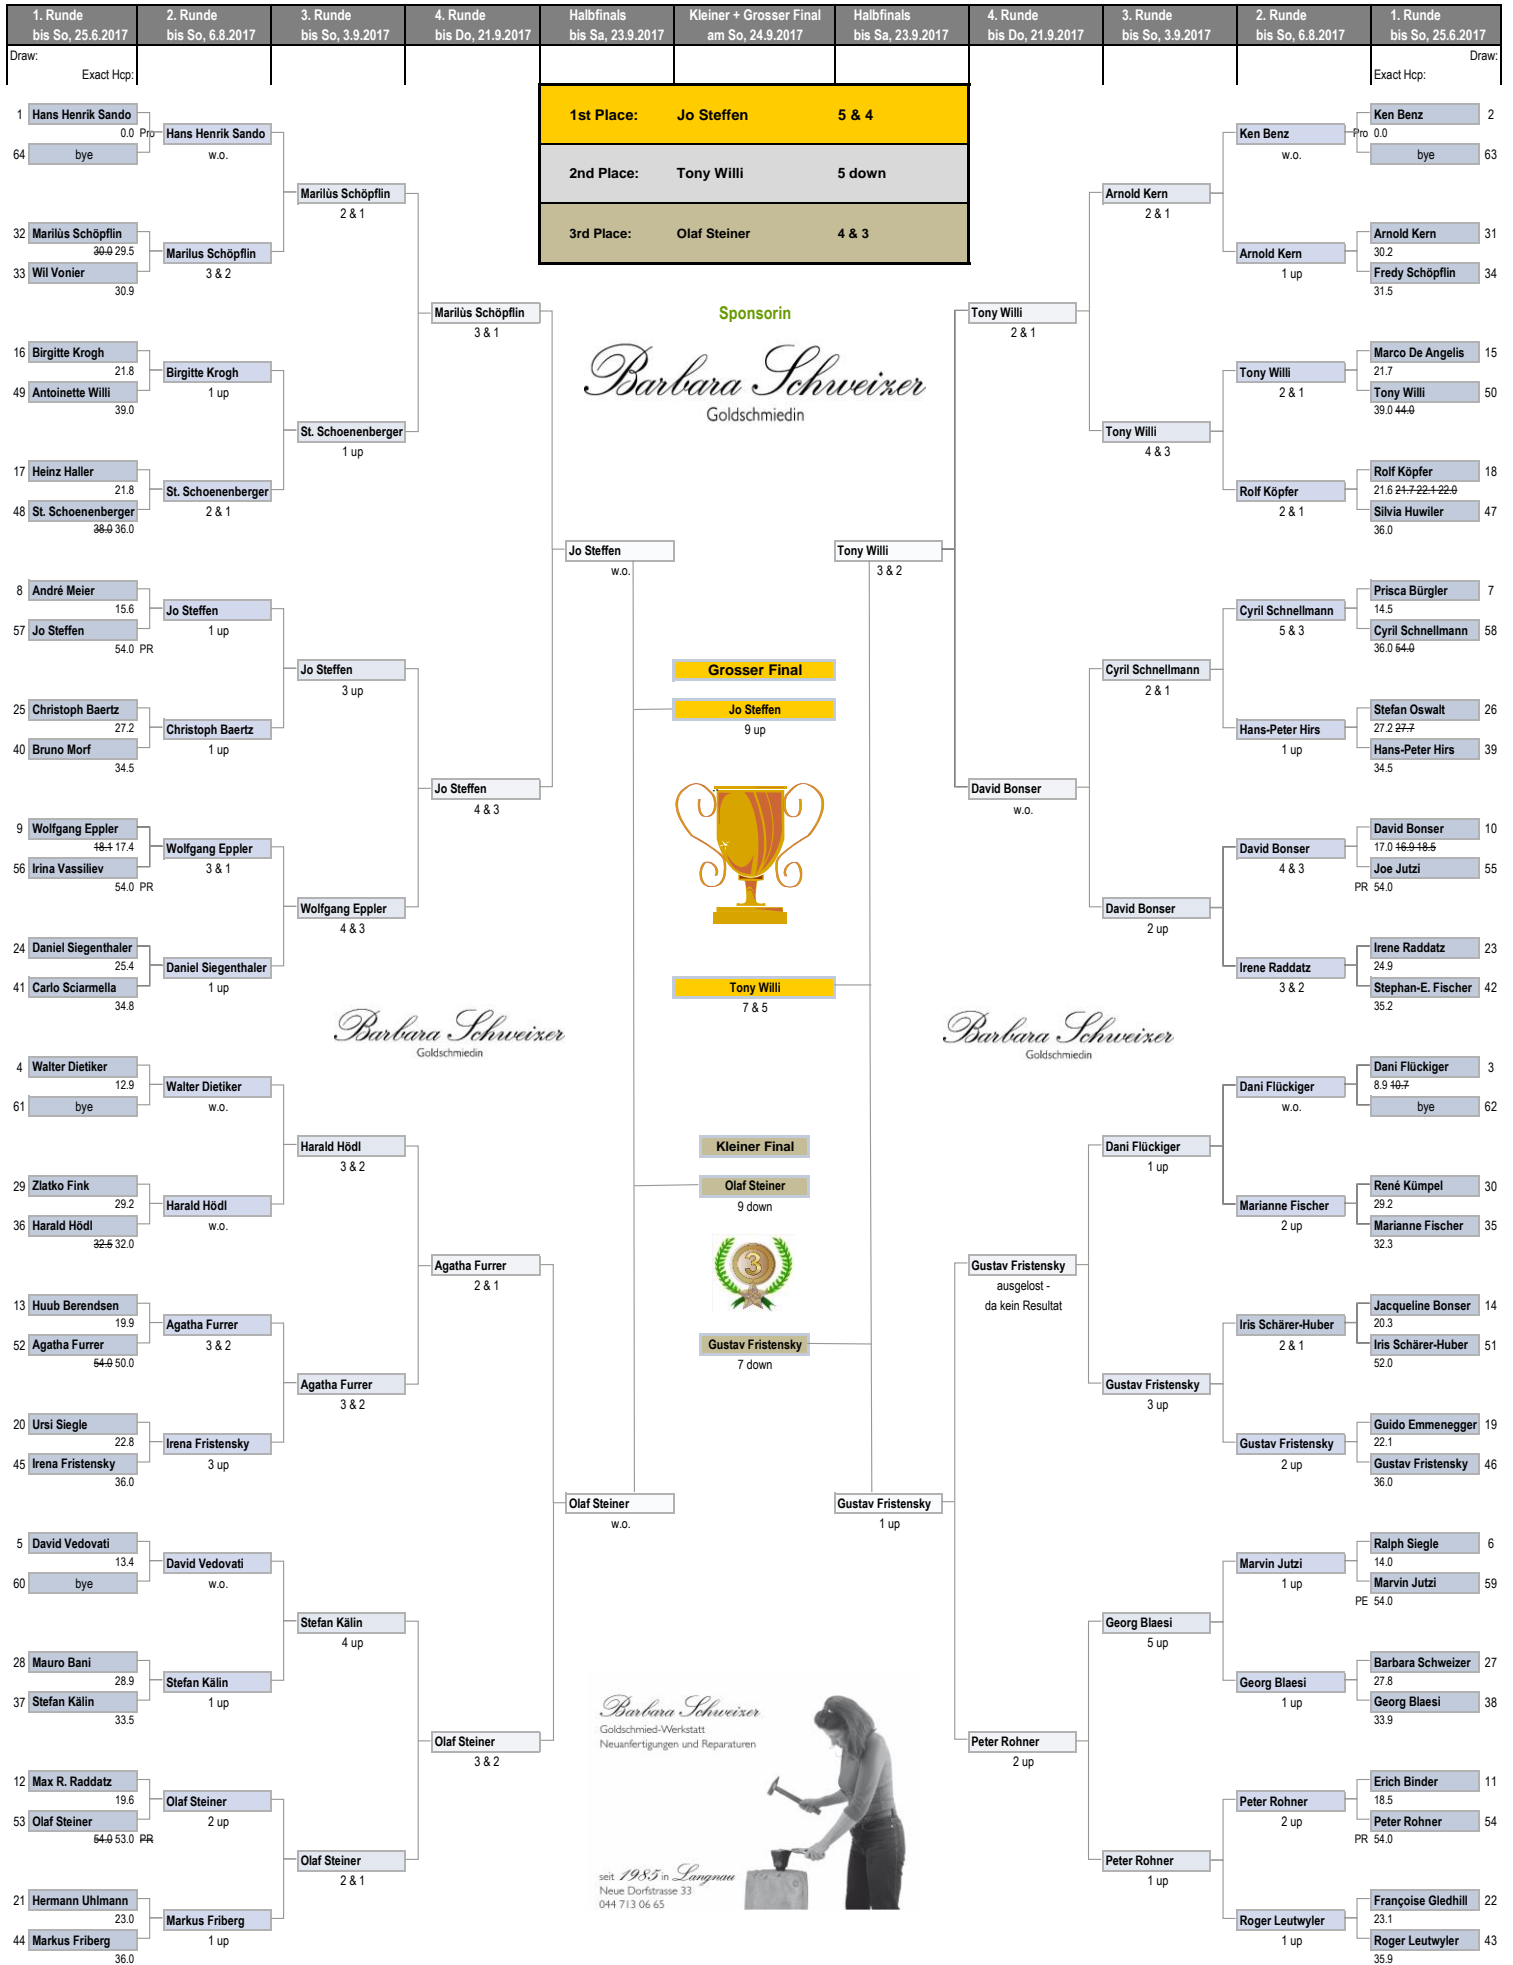 1. Runde 2. Runde 3. Runde 4. Runde Halbfinals Kleiner + Grosser Final Halbfinals 4. Runde 3. Runde 2. Runde 1. Runde
bis So, 25.6.2017 bis So, 6.8.2017 bis So, 3.9.2017 bis Do, 21.9.2017 bis Sa, 23.9.2017 am So, 24.9.2017 bis Sa, 23.9.2017 bis Do, 21.9.2017 bis So, 3.9.2017 bis So, 6.8.2017 bis So, 25.6.2017
Draw: Draw:
Exact Hcp: Exact Hcp:
1st Place: Jo Steffen 5 & 4
2nd Place: Tony Willi 5 down
3rd Place: Olaf Steiner 4 & 3
1 Hans Henrik Sando
0.0 Pro
64 bye
32 Marilùs Schöpflin
30.0 29.5
33 Wil Vonier
30.9
16 Birgitte Krogh
21.8
49 Antoinette Willi
39.0
17 Heinz Haller
21.8
48 St. Schoenenberger
38.0 36.0
8 André Meier
15.6
57 Jo Steffen
54.0 PR
25 Christoph Baertz
27.2
40 Bruno Morf
34.5
9 Wolfgang Eppler
18.1 17.4
56 Irina Vassiliev
54.0 PR
24 Daniel Siegenthaler
25.4
41 Carlo Sciarmella
34.8
4 Walter Dietiker
12.9
61 bye
29 Zlatko Fink
29.2
36 Harald Hödl
32.5 32.0
13 Huub Berendsen
19.9
52 Agatha Furrer
54.0 50.0
20 Ursi Siegle
22.8
45 Irena Fristensky
36.0
5 David Vedovati
13.4
60 bye
28 Mauro Bani
28.9
37 Stefan Kälin
33.5
12 Max R. Raddatz
19.6
53 Olaf Steiner
54.0 53.0 PR
21 Hermann Uhlmann
23.0
44 Markus Friberg
36.0
Hans Henrik Sando
w.o.
Marilus Schöpflin
3 & 2
Birgitte Krogh
1 up
St. Schoenenberger
2 & 1
Jo Steffen
1 up
Christoph Baertz
1 up
Wolfgang Eppler
3 & 1
Daniel Siegenthaler
1 up
Walter Dietiker
w.o.
Harald Hödl
w.o.
Agatha Furrer
3 & 2
Irena Fristensky
3 up
David Vedovati
w.o.
Stefan Kälin
1 up
Olaf Steiner
2 up
Markus Friberg
1 up
Marilùs Schöpflin
2 & 1
St. Schoenenberger
1 up
Jo Steffen
3 up
Wolfgang Eppler
4 & 3
Harald Hödl
3 & 2
Agatha Furrer
3 & 2
Stefan Kälin
4 up
Olaf Steiner
2 & 1
Marilùs Schöpflin
3 & 1
Jo Steffen
4 & 3
Agatha Furrer
2 & 1
Olaf Steiner
3 & 2
Jo Steffen
w.o.
Olaf Steiner
w.o.
Sponsorin
Barbara Schweizer
Goldschmiedin
Grosser Final
Jo Steffen
9 up
Tony Willi
7 & 5
Barbara Schweizer
Goldschmiedin
Barbara Schweizer
Goldschmiedin
Kleiner Final
Olaf Steiner
9 down
3
Gustav Fristensky
7 down
Barbara Schweizer
Goldschmied-Werkstatt
Neuanfertigungen und Reparaturen
seit 1985 in Langnau
Neue Dorfstrasse 33
044 713 06 65
Tony Willi
3 & 2
Gustav Fristensky
1 up
Tony Willi
2 & 1
David Bonser
w.o.
Gustav Fristensky
ausgelost -
da kein Resultat
Peter Rohner
2 up
Arnold Kern
2 & 1
Tony Willi
4 & 3
Cyril Schnellmann
2 & 1
David Bonser
2 up
Dani Flückiger
1 up
Gustav Fristensky
3 up
Georg Blaesi
5 up
Peter Rohner
1 up
Ken Benz
w.o.
Arnold Kern
1 up
Tony Willi
2 & 1
Rolf Köpfer
2 & 1
Cyril Schnellmann
5 & 3
Hans-Peter Hirs
1 up
David Bonser
4 & 3
Irene Raddatz
3 & 2
Dani Flückiger
w.o.
Marianne Fischer
2 up
Iris Schärer-Huber
2 & 1
Gustav Fristensky
2 up
Marvin Jutzi
1 up
Georg Blaesi
1 up
Peter Rohner
2 up
Roger Leutwyler
1 up
Ken Benz 2
Pro 0.0
bye 63
Arnold Kern 31
30.2
Fredy Schöpflin 34
31.5
Marco De Angelis 15
21.7
Tony Willi 50
39.0 44.0
Rolf Köpfer 18
21.6 21.7 22.1 22.0
Silvia Huwiler 47
36.0
Prisca Bürgler 7
14.5
Cyril Schnellmann 58
36.0 54.0
Stefan Oswalt 26
27.2 27.7
Hans-Peter Hirs 39
34.5
David Bonser 10
17.0 16.9 18.5
Joe Jutzi 55
PR 54.0
Irene Raddatz 23
24.9
Stephan-E. Fischer 42
35.2
Dani Flückiger 3
8.9 10.7
bye 62
René Kümpel 30
29.2
Marianne Fischer 35
32.3
Jacqueline Bonser 14
20.3
Iris Schärer-Huber 51
52.0
Guido Emmenegger 19
22.1
Gustav Fristensky 46
36.0
Ralph Siegle 6
14.0
Marvin Jutzi 59
PE 54.0
Barbara Schweizer 27
27.8
Georg Blaesi 38
33.9
Erich Binder 11
18.5
Peter Rohner 54
PR 54.0
Françoise Gledhill 22
23.1
Roger Leutwyler 43
35.9